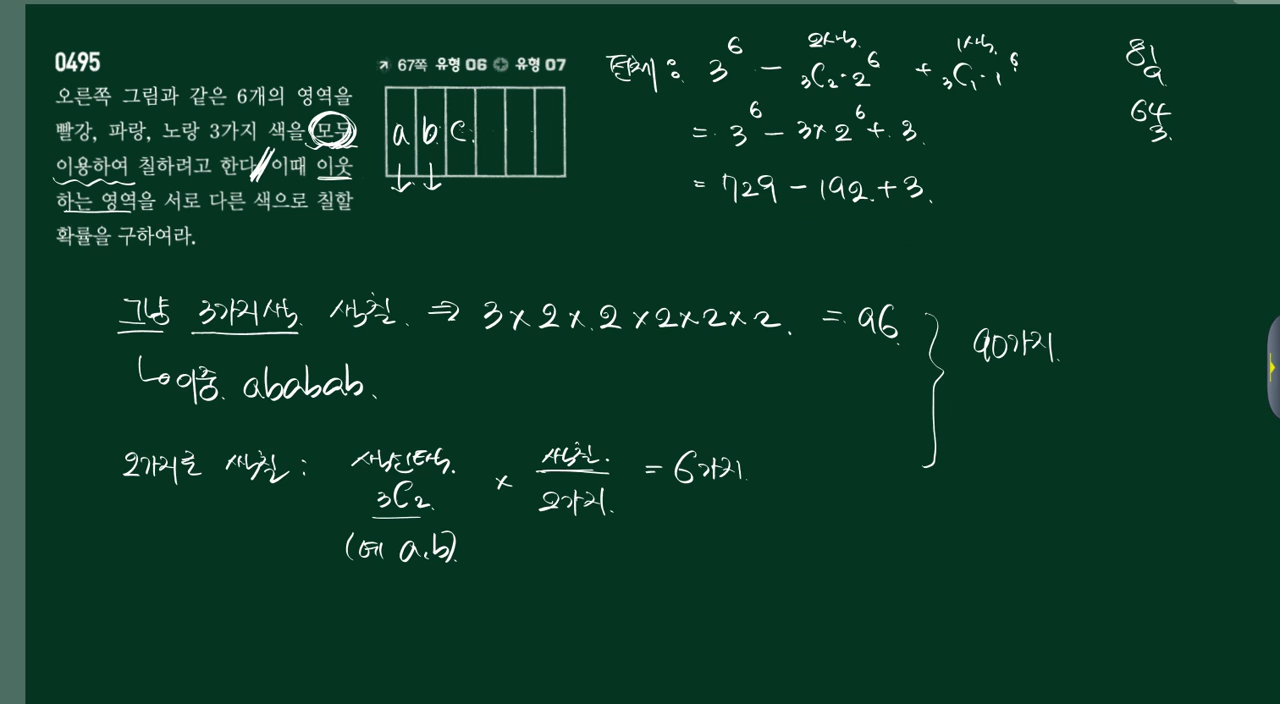 0495
↗ 67쪽 유형 06 ⊕ 유형 07
오른쪽 그림과 같은 6개의 영역을
빨강, 파랑, 노랑 3가지 색을 모두
이용하여 칠하려고 한다. 이때 이웃
하는 영역을 서로 다른 색으로 칠할
확률을 구하여라.
a b c
2색 1색
전체 : 3^6 - ₃C₂·2^6 + ₃C₁·1^6
= 3^6 - 3×2^6 + 3.
= 729 - 192 + 3.
81
9
64
3.
그냥 3가지색 색칠. ⇒ 3×2×2×2×2×2. = 96.
↳ 이중. ababab.
90가지.
2가지로 색칠 : 색선택. ₃C₂. (예 a,b) × 색칠. 2가지. = 6가지.